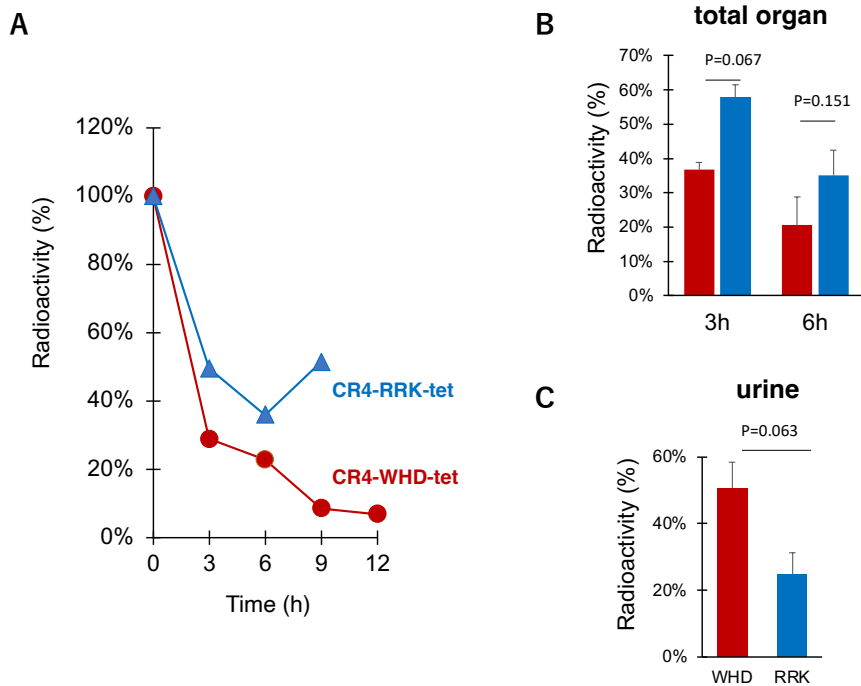 A
Radioactivity (%)
120%
100%
80%
60%
40%
20%
0%
CR4-RRK-tet
CR4-WHD-tet
0 3 6 9 12
Time (h)
B
total organ
Radioactivity (%)
70%
60%
50%
40%
30%
20%
10%
0%
P=0.067
P=0.151
3h 6h
C
urine
P=0.063
Radioactivity (%)
60%
40%
20%
0%
WHD RRK